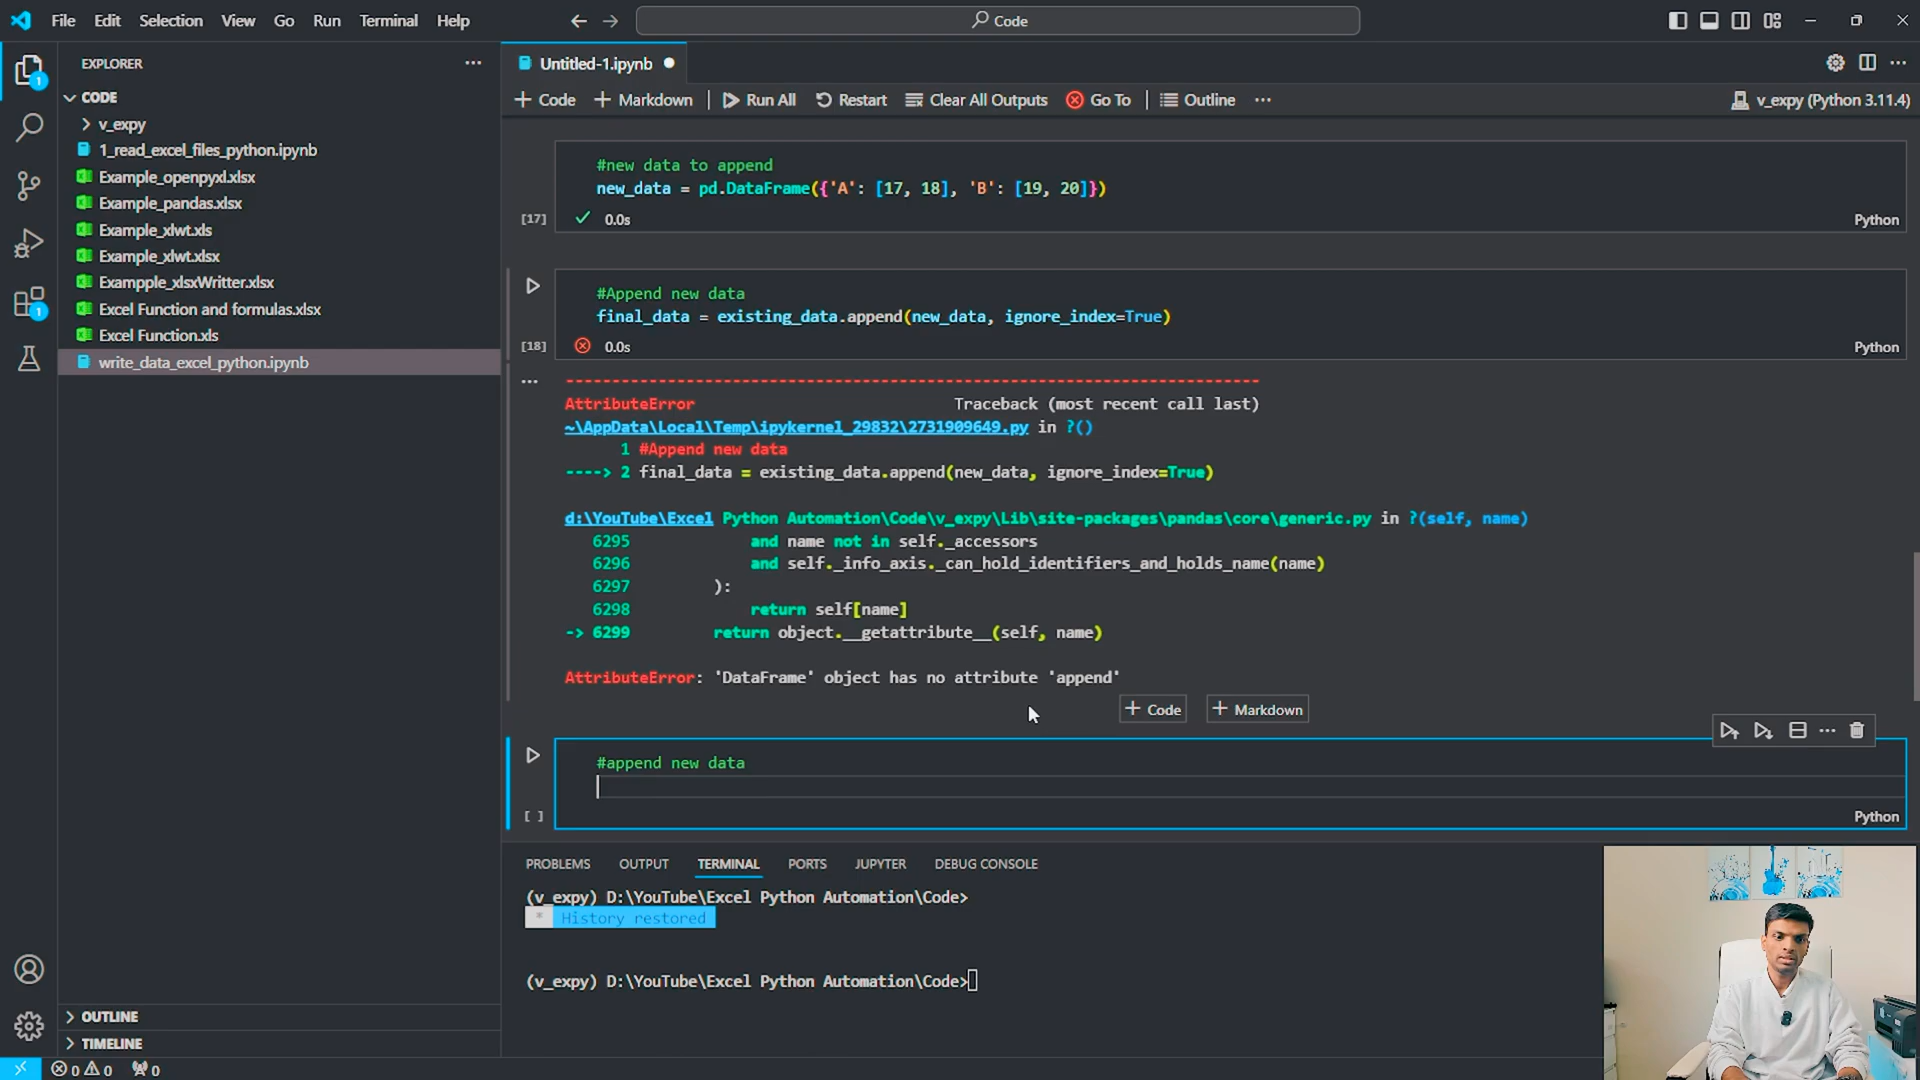 File Edit Selection View Go Run Terminal Help
Code
EXPLORER
CODE
v_expy
1_read_excel_files_python.ipynb
Example_openpyxl.xlsx
Example_pandas.xlsx
Example_xlwt.xls
Example_xlwt.xlsx
Exampple_xlsxWritter.xlsx
Excel Function and formulas.xlsx
Excel Function.xls
write_data_excel_python.ipynb
OUTLINE
TIMELINE
1
1
Untitled-1.ipynb
+ Code + Markdown Run All Restart Clear All Outputs Go To Outline ... v_expy (Python 3.11.4)
#new data to append
new_data = pd.DataFrame({'A': [17, 18], 'B': [19, 20]})
[17] 0.0s Python
#Append new data
final_data = existing_data.append(new_data, ignore_index=True)
[18] 0.0s Python
---------------------------------------------------------------------------
AttributeError Traceback (most recent call last)
~\AppData\Local\Temp\ipykernel_29832\2731909649.py in ?()
1 #Append new data
----> 2 final_data = existing_data.append(new_data, ignore_index=True)
d:\YouTube\Excel Python Automation\Code\v_expy\Lib\site-packages\pandas\core\generic.py in ?(self, name)
6295 and name not in self._accessors
6296 and self._info_axis._can_hold_identifiers_and_holds_name(name)
6297 ):
6298 return self[name]
-> 6299 return object.__getattribute__(self, name)
AttributeError: 'DataFrame' object has no attribute 'append'
+ Code + Markdown
#append new data
[ ] Python
PROBLEMS OUTPUT TERMINAL PORTS JUPYTER DEBUG CONSOLE
(v_expy) D:\YouTube\Excel Python Automation\Code>
* History restored
(v_expy) D:\YouTube\Excel Python Automation\Code>
0 0 0